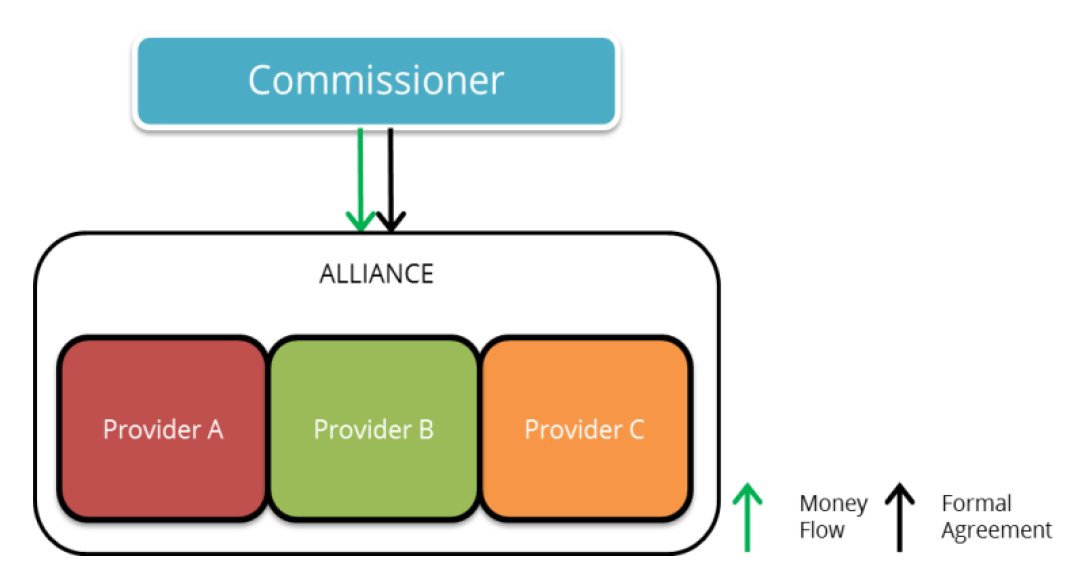 Commissioner
ALLIANCE
Provider A
Provider B
Provider C
Money
Flow
Formal
Agreement